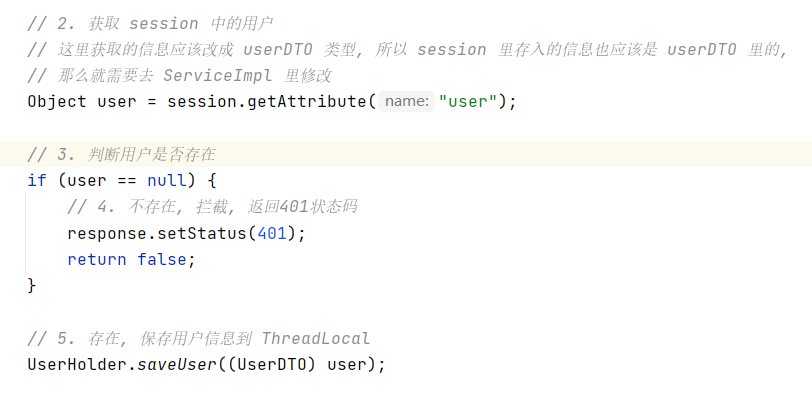 // 2. 获取 session 中的用户
// 这里获取的信息应该改成 userDTO 类型, 所以 session 里存入的信息也应该是 userDTO 里的,
// 那么就需要去 ServiceImpl 里修改
Object user = session.getAttribute( name: "user");
// 3. 判断用户是否存在
if (user == null) {
// 4. 不存在, 拦截, 返回401状态码
response.setStatus(401);
return false;
}
// 5. 存在, 保存用户信息到 ThreadLocal
UserHolder.saveUser((UserDTO) user);